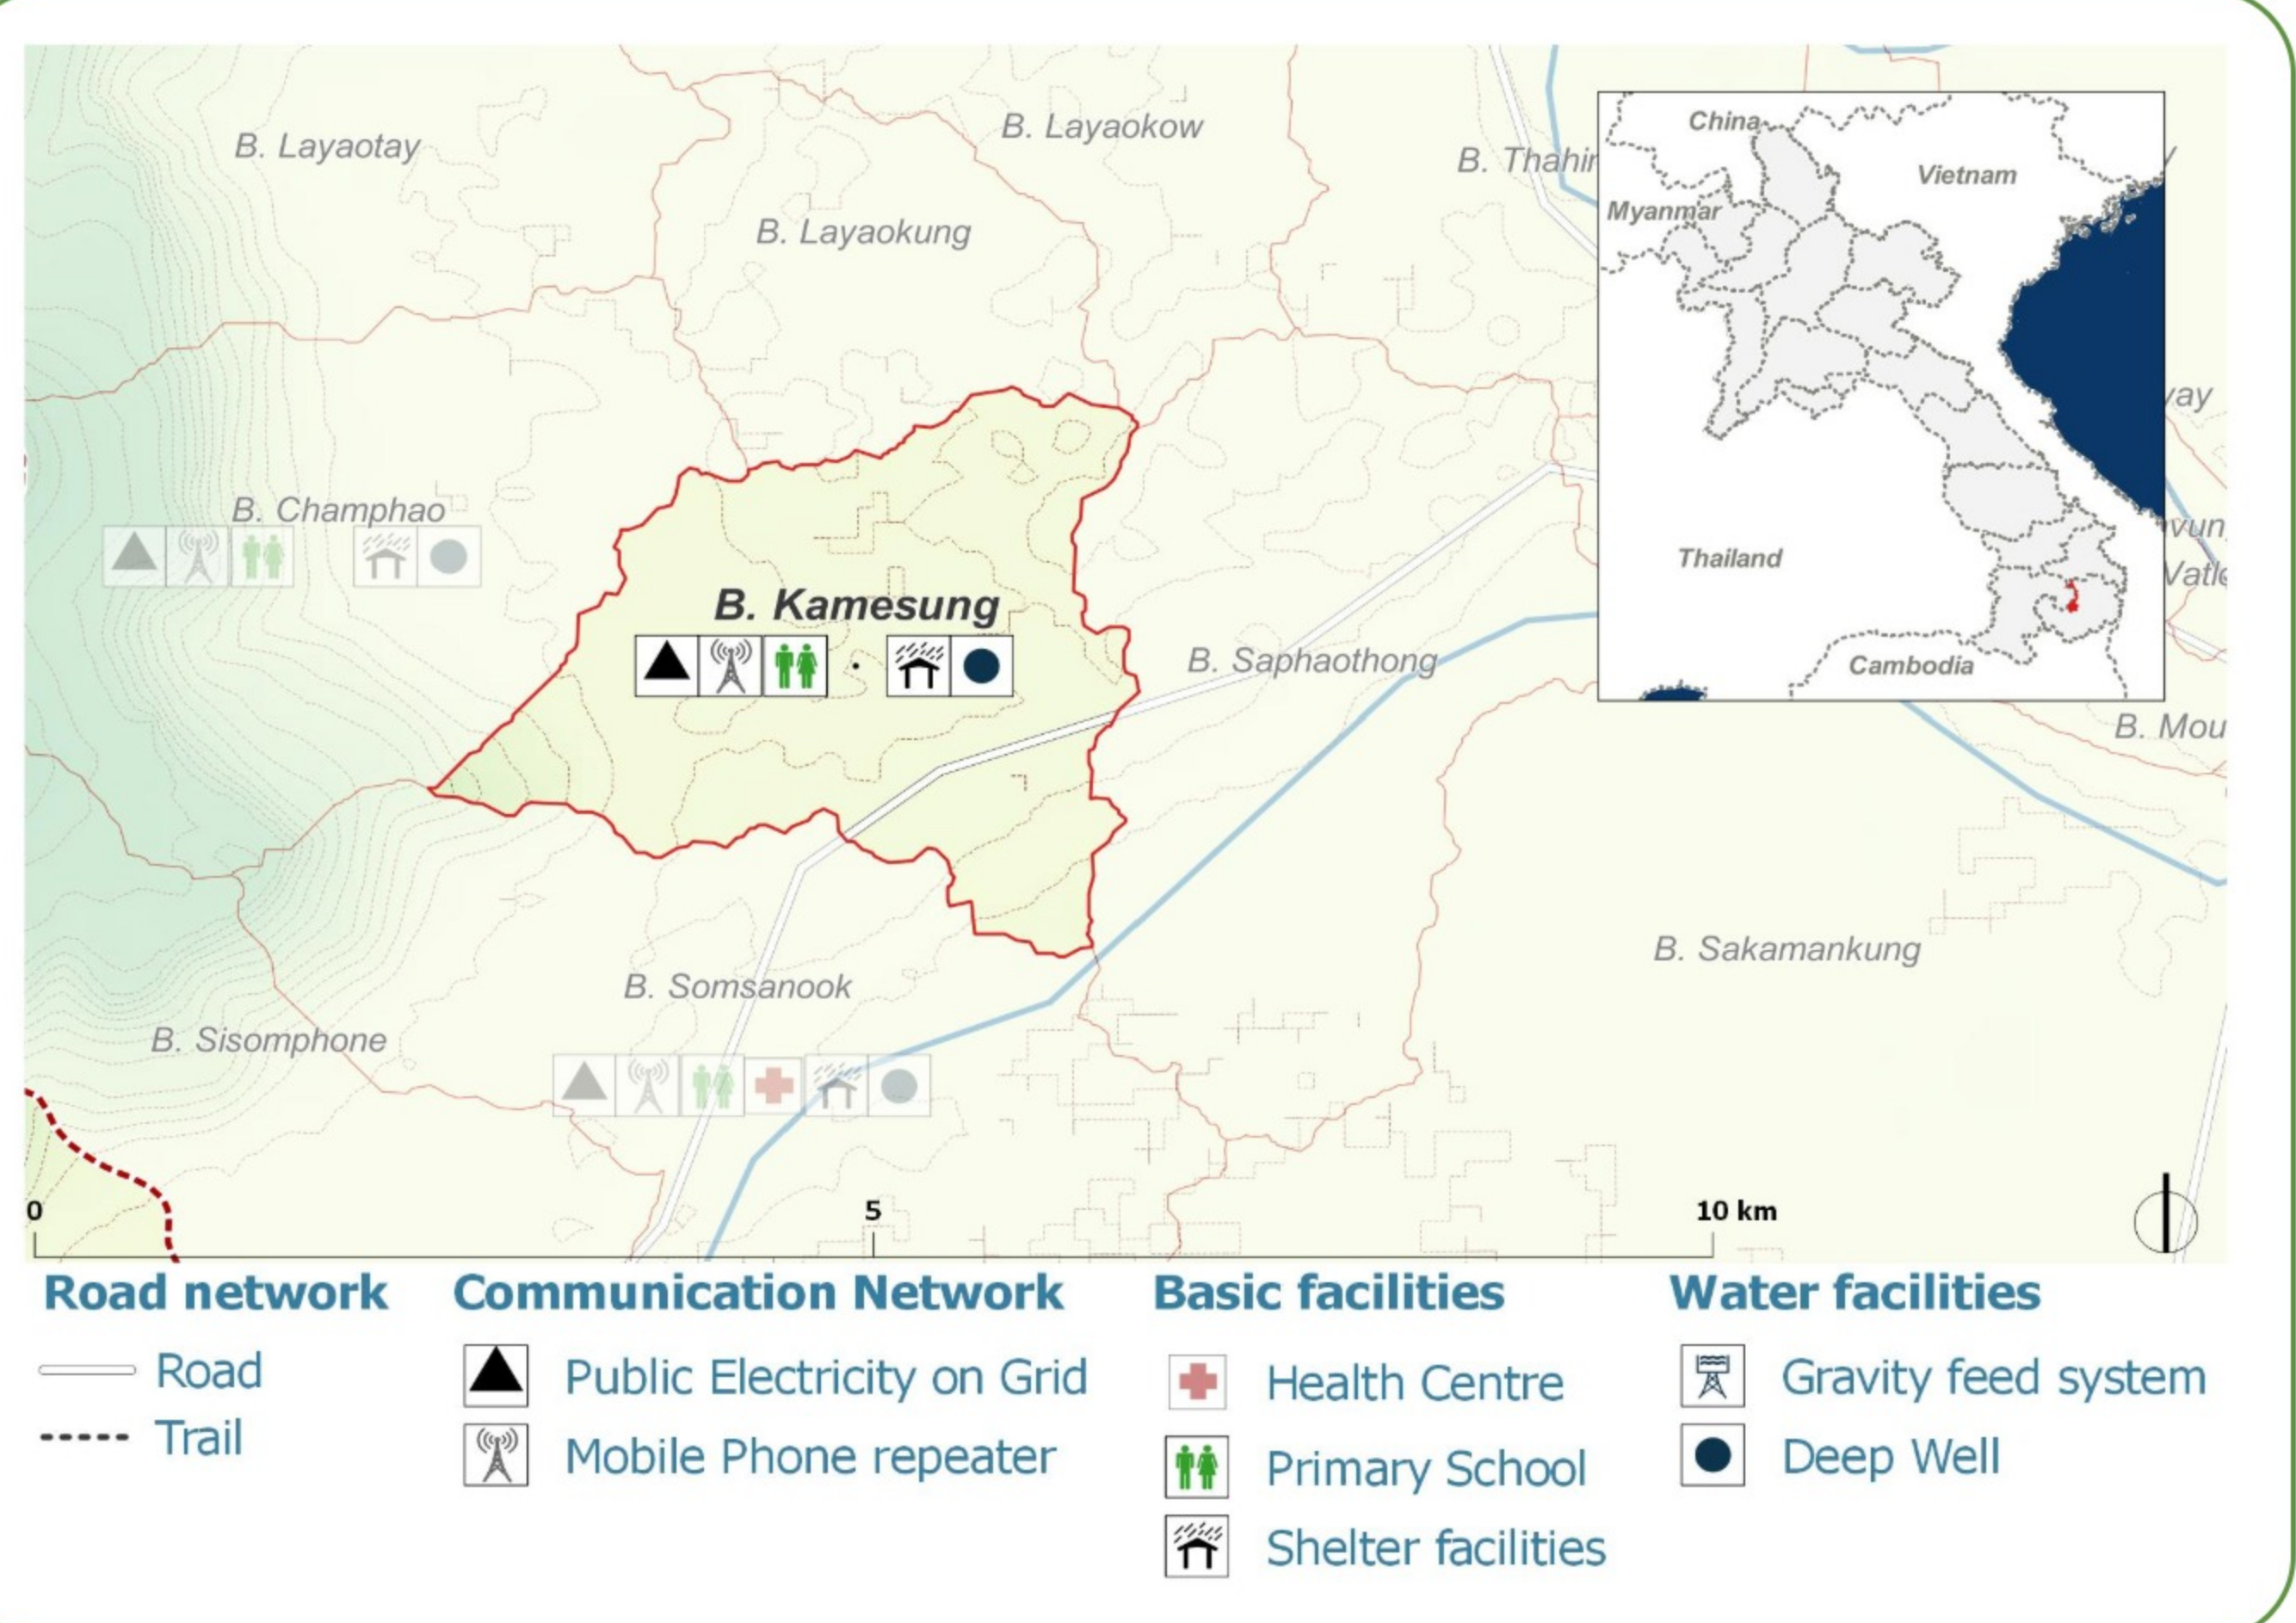 B. Layaotay
B. Layaokow
B. Layaokung
B. Thahin
B. Champhao
B. Kamesung
B. Saphaothong
B. Somsanook
B. Sisomphone
B. Sakamankung
B. Mou
China
Vietnam
Myanmar
Thailand
Cambodia
0 5 10 km
Road network
Road
Trail
Communication Network
Public Electricity on Grid
Mobile Phone repeater
Basic facilities
Health Centre
Primary School
Shelter facilities
Water facilities
Gravity feed system
Deep Well